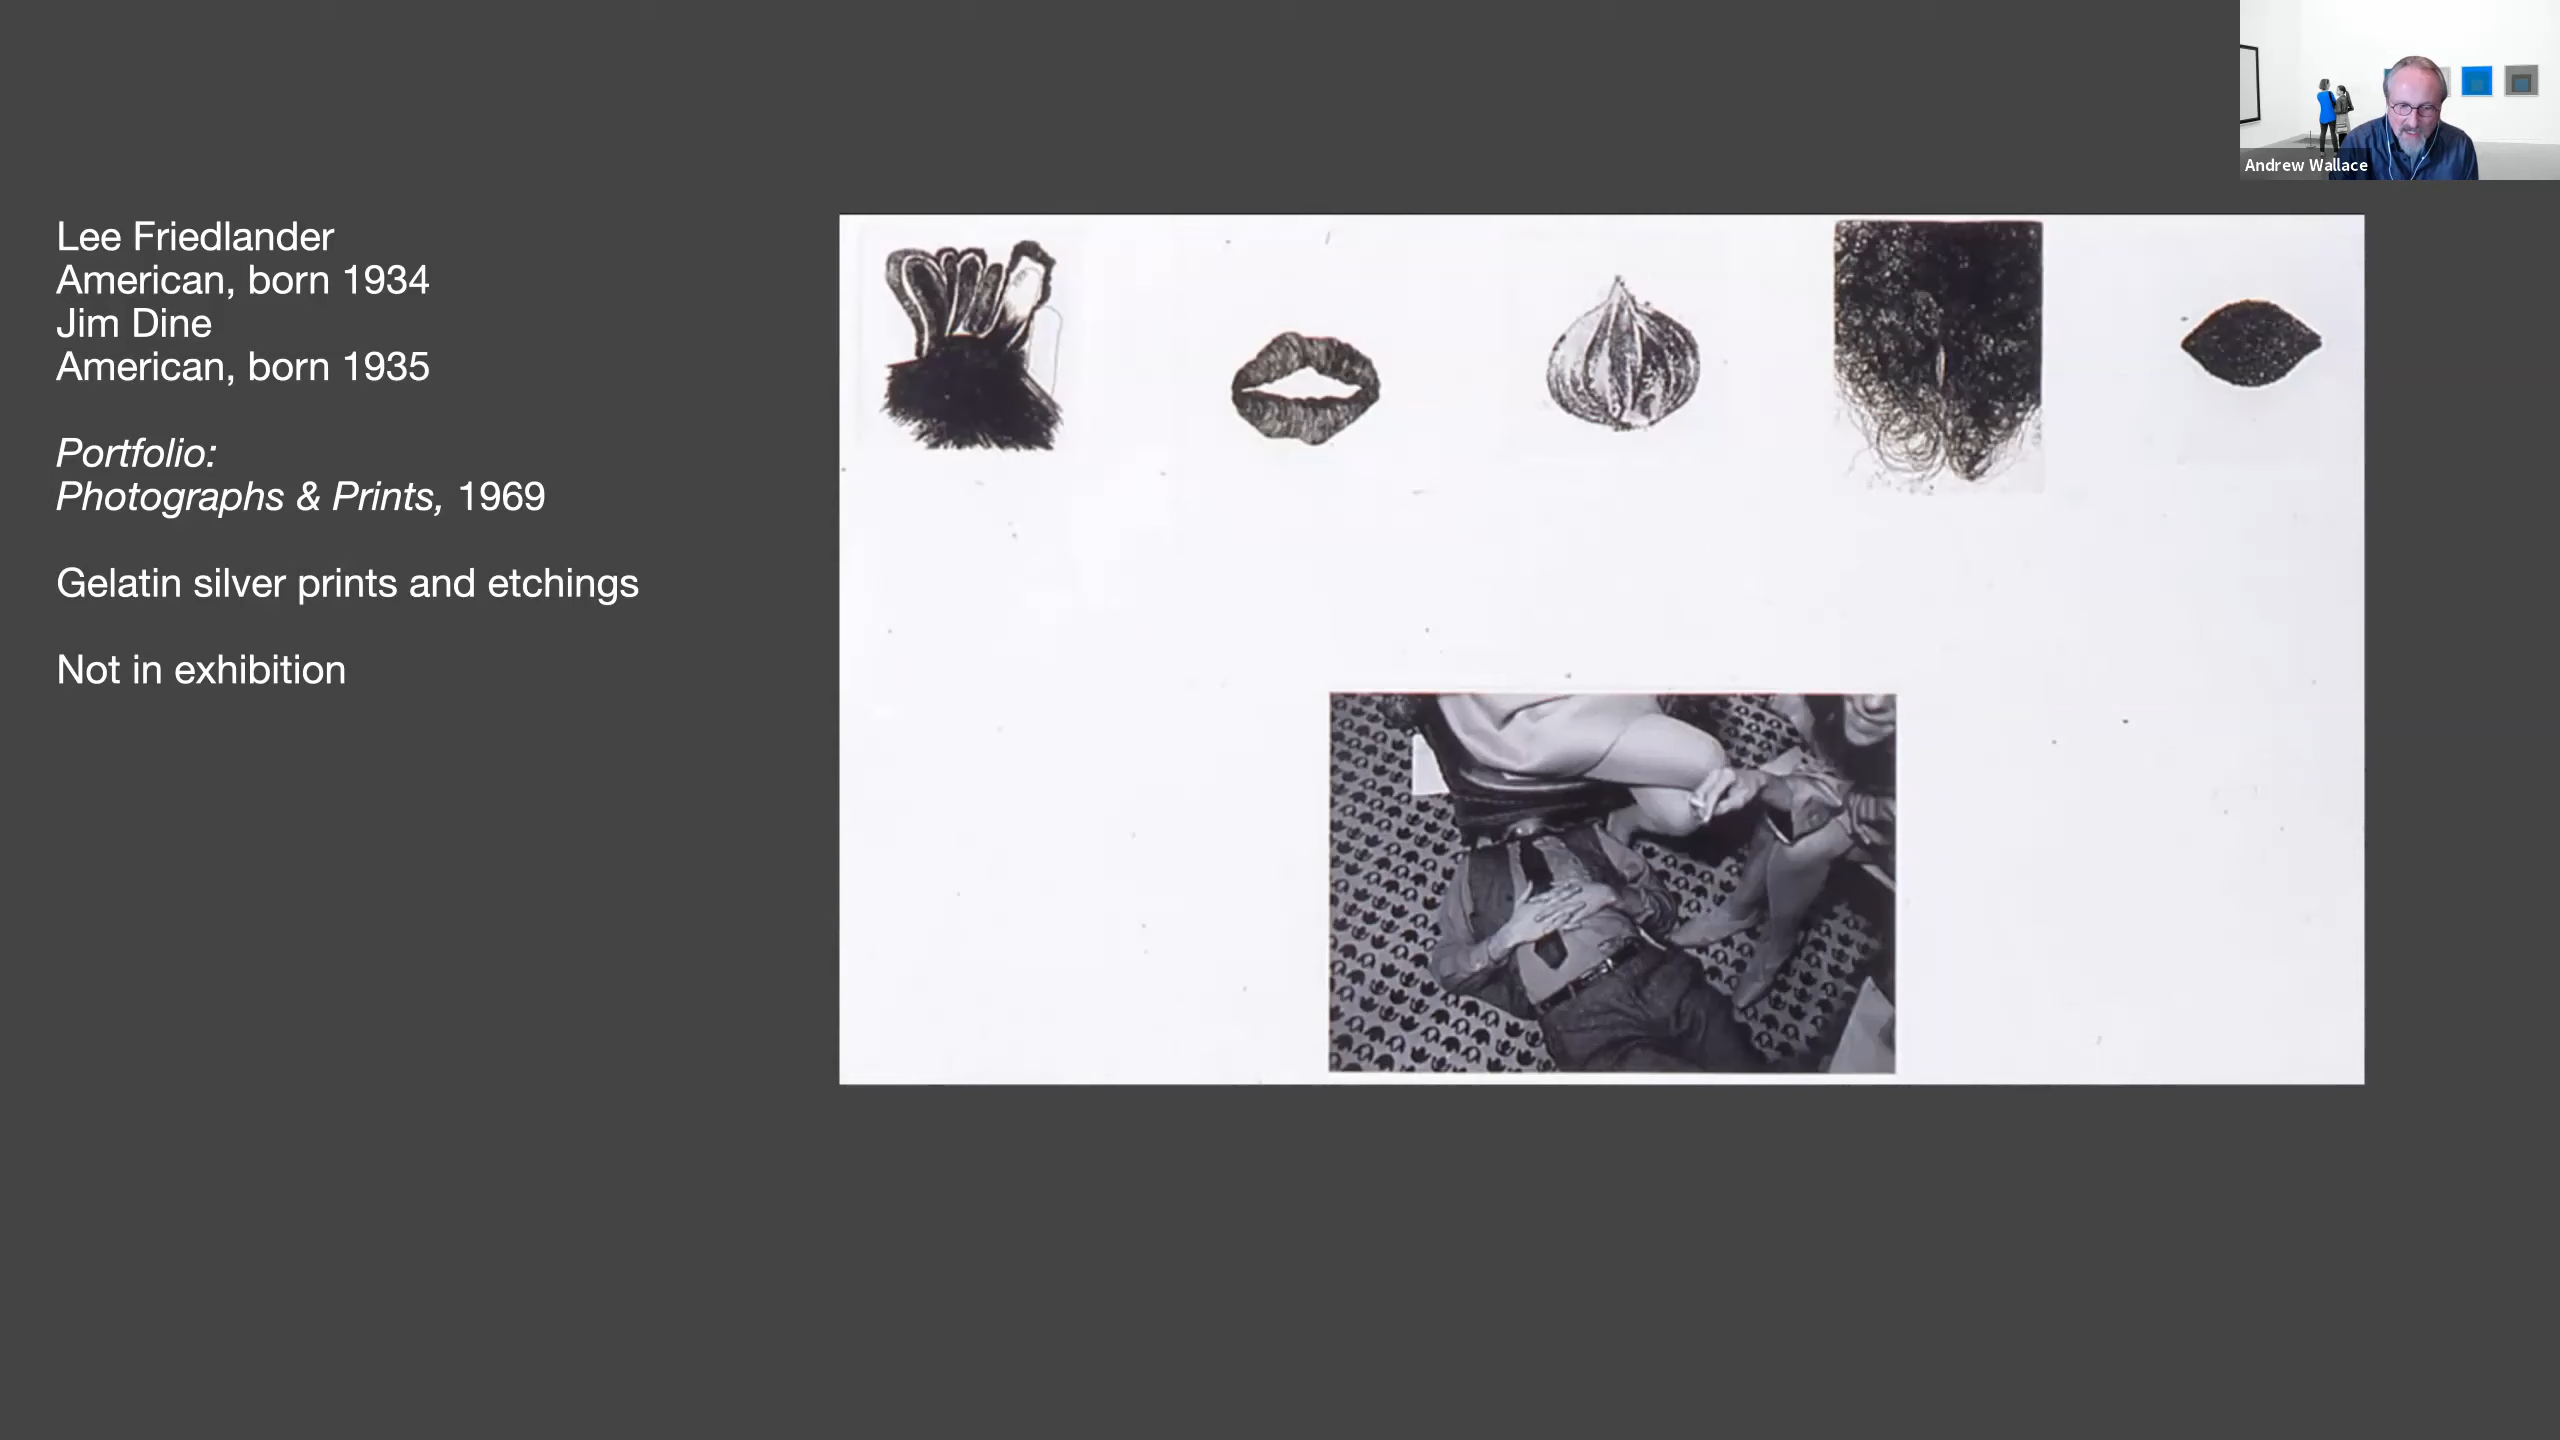 Lee Friedlander
American, born 1934
Jim Dine
American, born 1935
Portfolio:
Photographs & Prints, 1969
Gelatin silver prints and etchings
Not in exhibition
Andrew Wallace